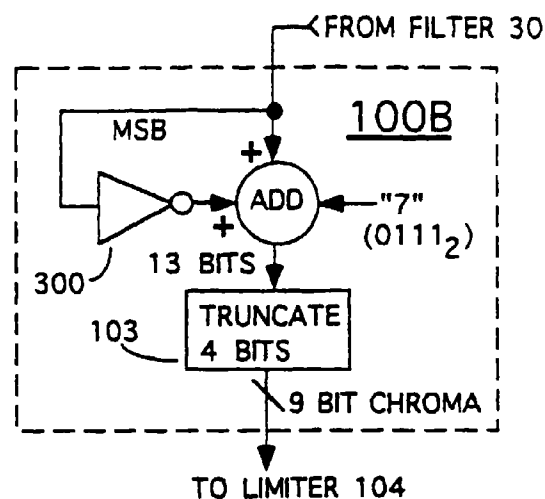 FROM FILTER 30
100B
MSB
+
ADD
+
"7"
(0111₂)
300
13 BITS
103
TRUNCATE
4 BITS
9 BIT CHROMA
TO LIMITER 104